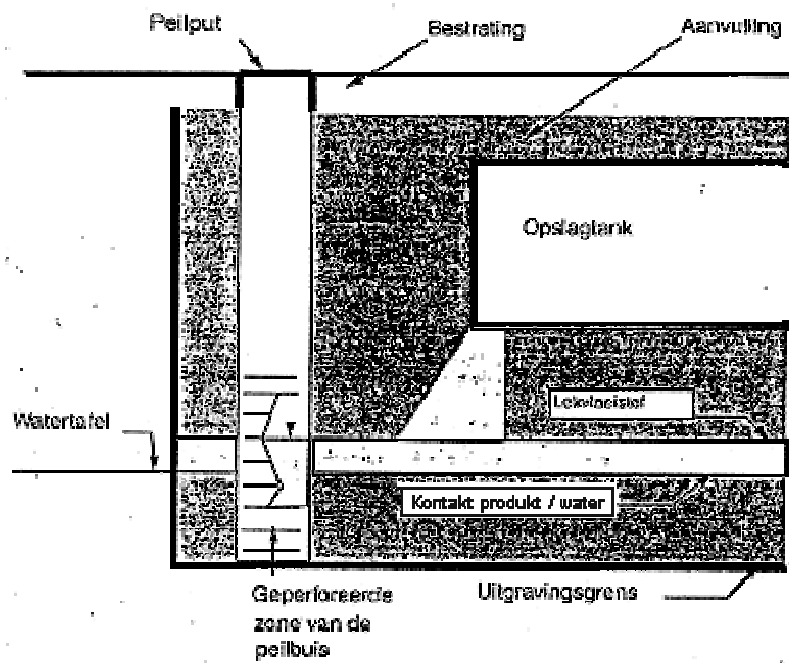 Peilput
Bestrating
Aanvulling
Opslagtank
Lekvloeistof
Watertafel
Kontakt produkt / water
Geperforeerde
zone van de
peilbuis
Uitgravingsgrens